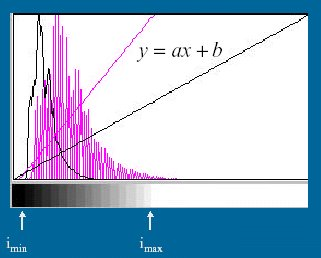 y = ax + b
i_min
i_max